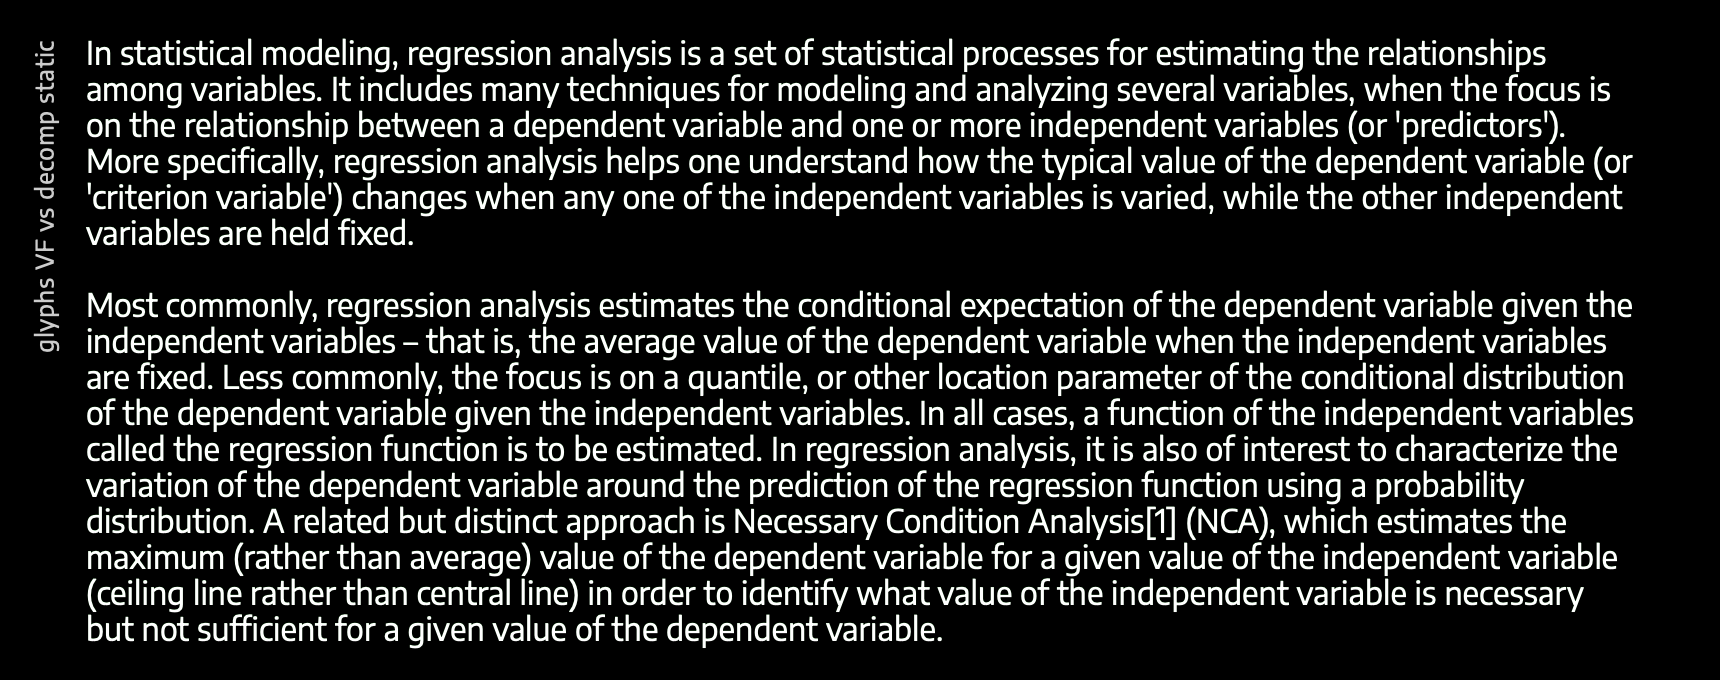 glyphs VF vs decomp static
In statistical modeling, regression analysis is a set of statistical processes for estimating the relationships
among variables. It includes many techniques for modeling and analyzing several variables, when the focus is
on the relationship between a dependent variable and one or more independent variables (or 'predictors').
More specifically, regression analysis helps one understand how the typical value of the dependent variable (or
'criterion variable') changes when any one of the independent variables is varied, while the other independent
variables are held fixed.
Most commonly, regression analysis estimates the conditional expectation of the dependent variable given the
independent variables – that is, the average value of the dependent variable when the independent variables
are fixed. Less commonly, the focus is on a quantile, or other location parameter of the conditional distribution
of the dependent variable given the independent variables. In all cases, a function of the independent variables
called the regression function is to be estimated. In regression analysis, it is also of interest to characterize the
variation of the dependent variable around the prediction of the regression function using a probability
distribution. A related but distinct approach is Necessary Condition Analysis[1] (NCA), which estimates the
maximum (rather than average) value of the dependent variable for a given value of the independent variable
(ceiling line rather than central line) in order to identify what value of the independent variable is necessary
but not sufficient for a given value of the dependent variable.